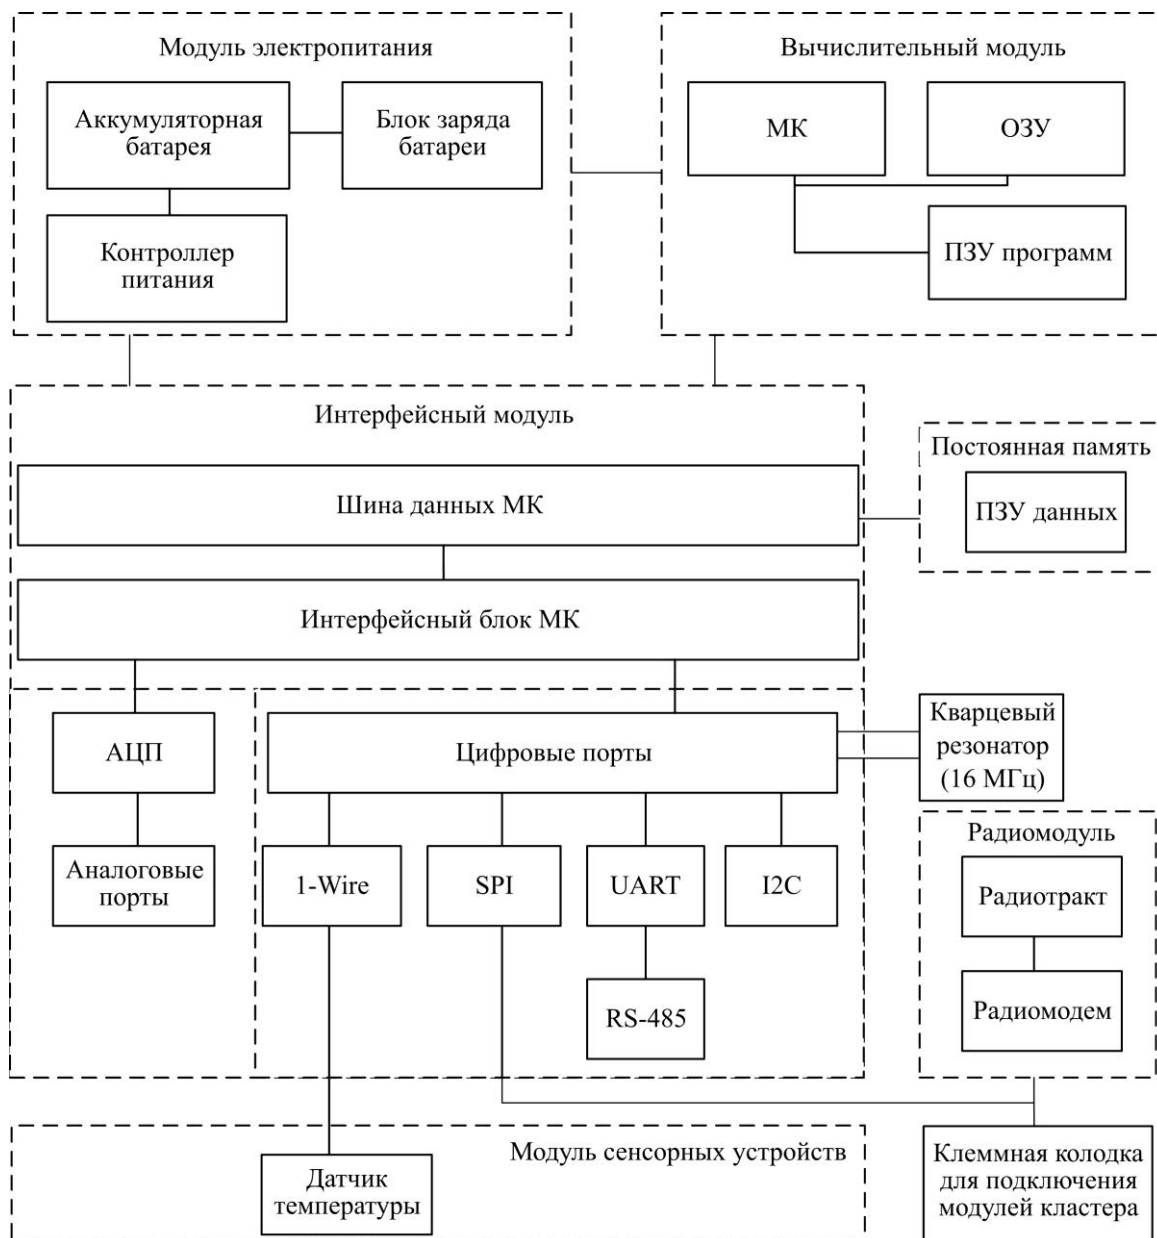 Модуль электропитания
Аккумуляторная
батарея
Блок заряда
батареи
Контроллер
питания
Вычислительный модуль
МК
ОЗУ
ПЗУ программ
Интерфейсный модуль
Шина данных МК
Интерфейсный блок МК
Постоянная память
ПЗУ данных
АЦП
Аналоговые
порты
Цифровые порты
Кварцевый
резонатор
(16 МГц)
1-Wire
SPI
UART
I2C
RS-485
Радиомодуль
Радиотракт
Радиомодем
Модуль сенсорных устройств
Датчик
температуры
Клеммная колодка
для подключения
модулей кластера